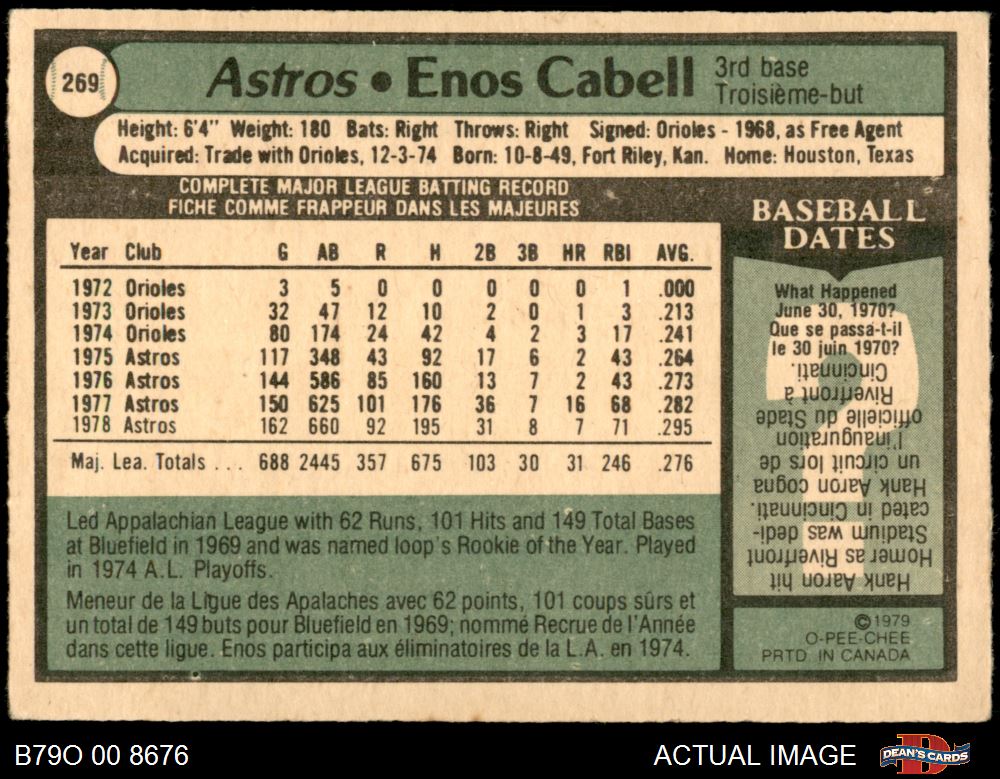 269
Astros • Enos Cabell
3rd base
Troisième-but
Height: 6'4" Weight: 180 Bats: Right Throws: Right Signed: Orioles - 1968, as Free Agent
Acquired: Trade with Orioles, 12-3-74 Born: 10-8-49, Fort Riley, Kan. Home: Houston, Texas
COMPLETE MAJOR LEAGUE BATTING RECORD
FICHE COMME FRAPPEUR DANS LES MAJEURES
Year Club G AB R H 2B 3B HR RBI AVG.
1972 Orioles 3 5 0 0 0 0 0 1 .000
1973 Orioles 32 47 12 10 2 0 1 3 .213
1974 Orioles 80 174 24 42 4 2 3 17 .241
1975 Astros 117 348 43 92 17 6 2 43 .264
1976 Astros 144 586 85 160 13 7 2 43 .273
1977 Astros 150 625 101 176 36 7 16 68 .282
1978 Astros 162 660 92 195 31 8 7 71 .295
Maj. Lea. Totals ... 688 2445 357 675 103 30 31 246 .276
Led Appalachian League with 62 Runs, 101 Hits and 149 Total Bases
at Bluefield in 1969 and was named loop's Rookie of the Year. Played
in 1974 A.L. Playoffs.
Meneur de la Ligue des Apalaches avec 62 points, 101 coups sûrs et
un total de 149 buts pour Bluefield en 1969; nommé Recrue de l'Année
dans cette ligue. Enos participa aux éliminatoires de la L.A. en 1974.
BASEBALL
DATES
What Happened
June 30, 1970?
Que se passa-t-il
le 30 juin 1970?
Hank Aaron hit
Homer as Riverfront
Stadium was dedi-
cated in Cincinnati.
Hank Aaron cogna
un circuit lors de
l'inauguration
officielle du Stade
Riverfront à
Cincinnati.
©1979
O-PEE-CHEE
PRTD. IN CANADA
B79O 00 8676
ACTUAL IMAGE
DEAN'S CARDS